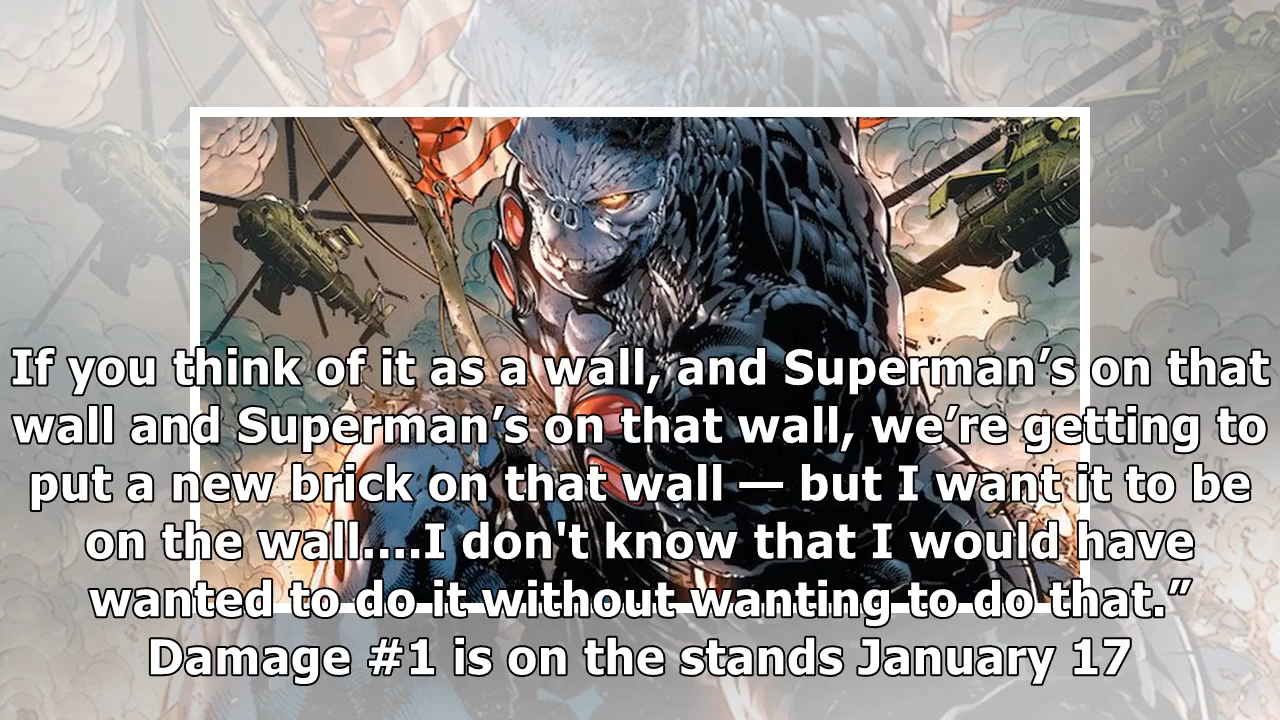 If you think of it as a wall, and Superman’s on that
wall and Superman’s on that wall, we’re getting to
put a new brick on that wall — but I want it to be
on the wall....I don't know that I would have
wanted to do it without wanting to do that.”
Damage #1 is on the stands January 17